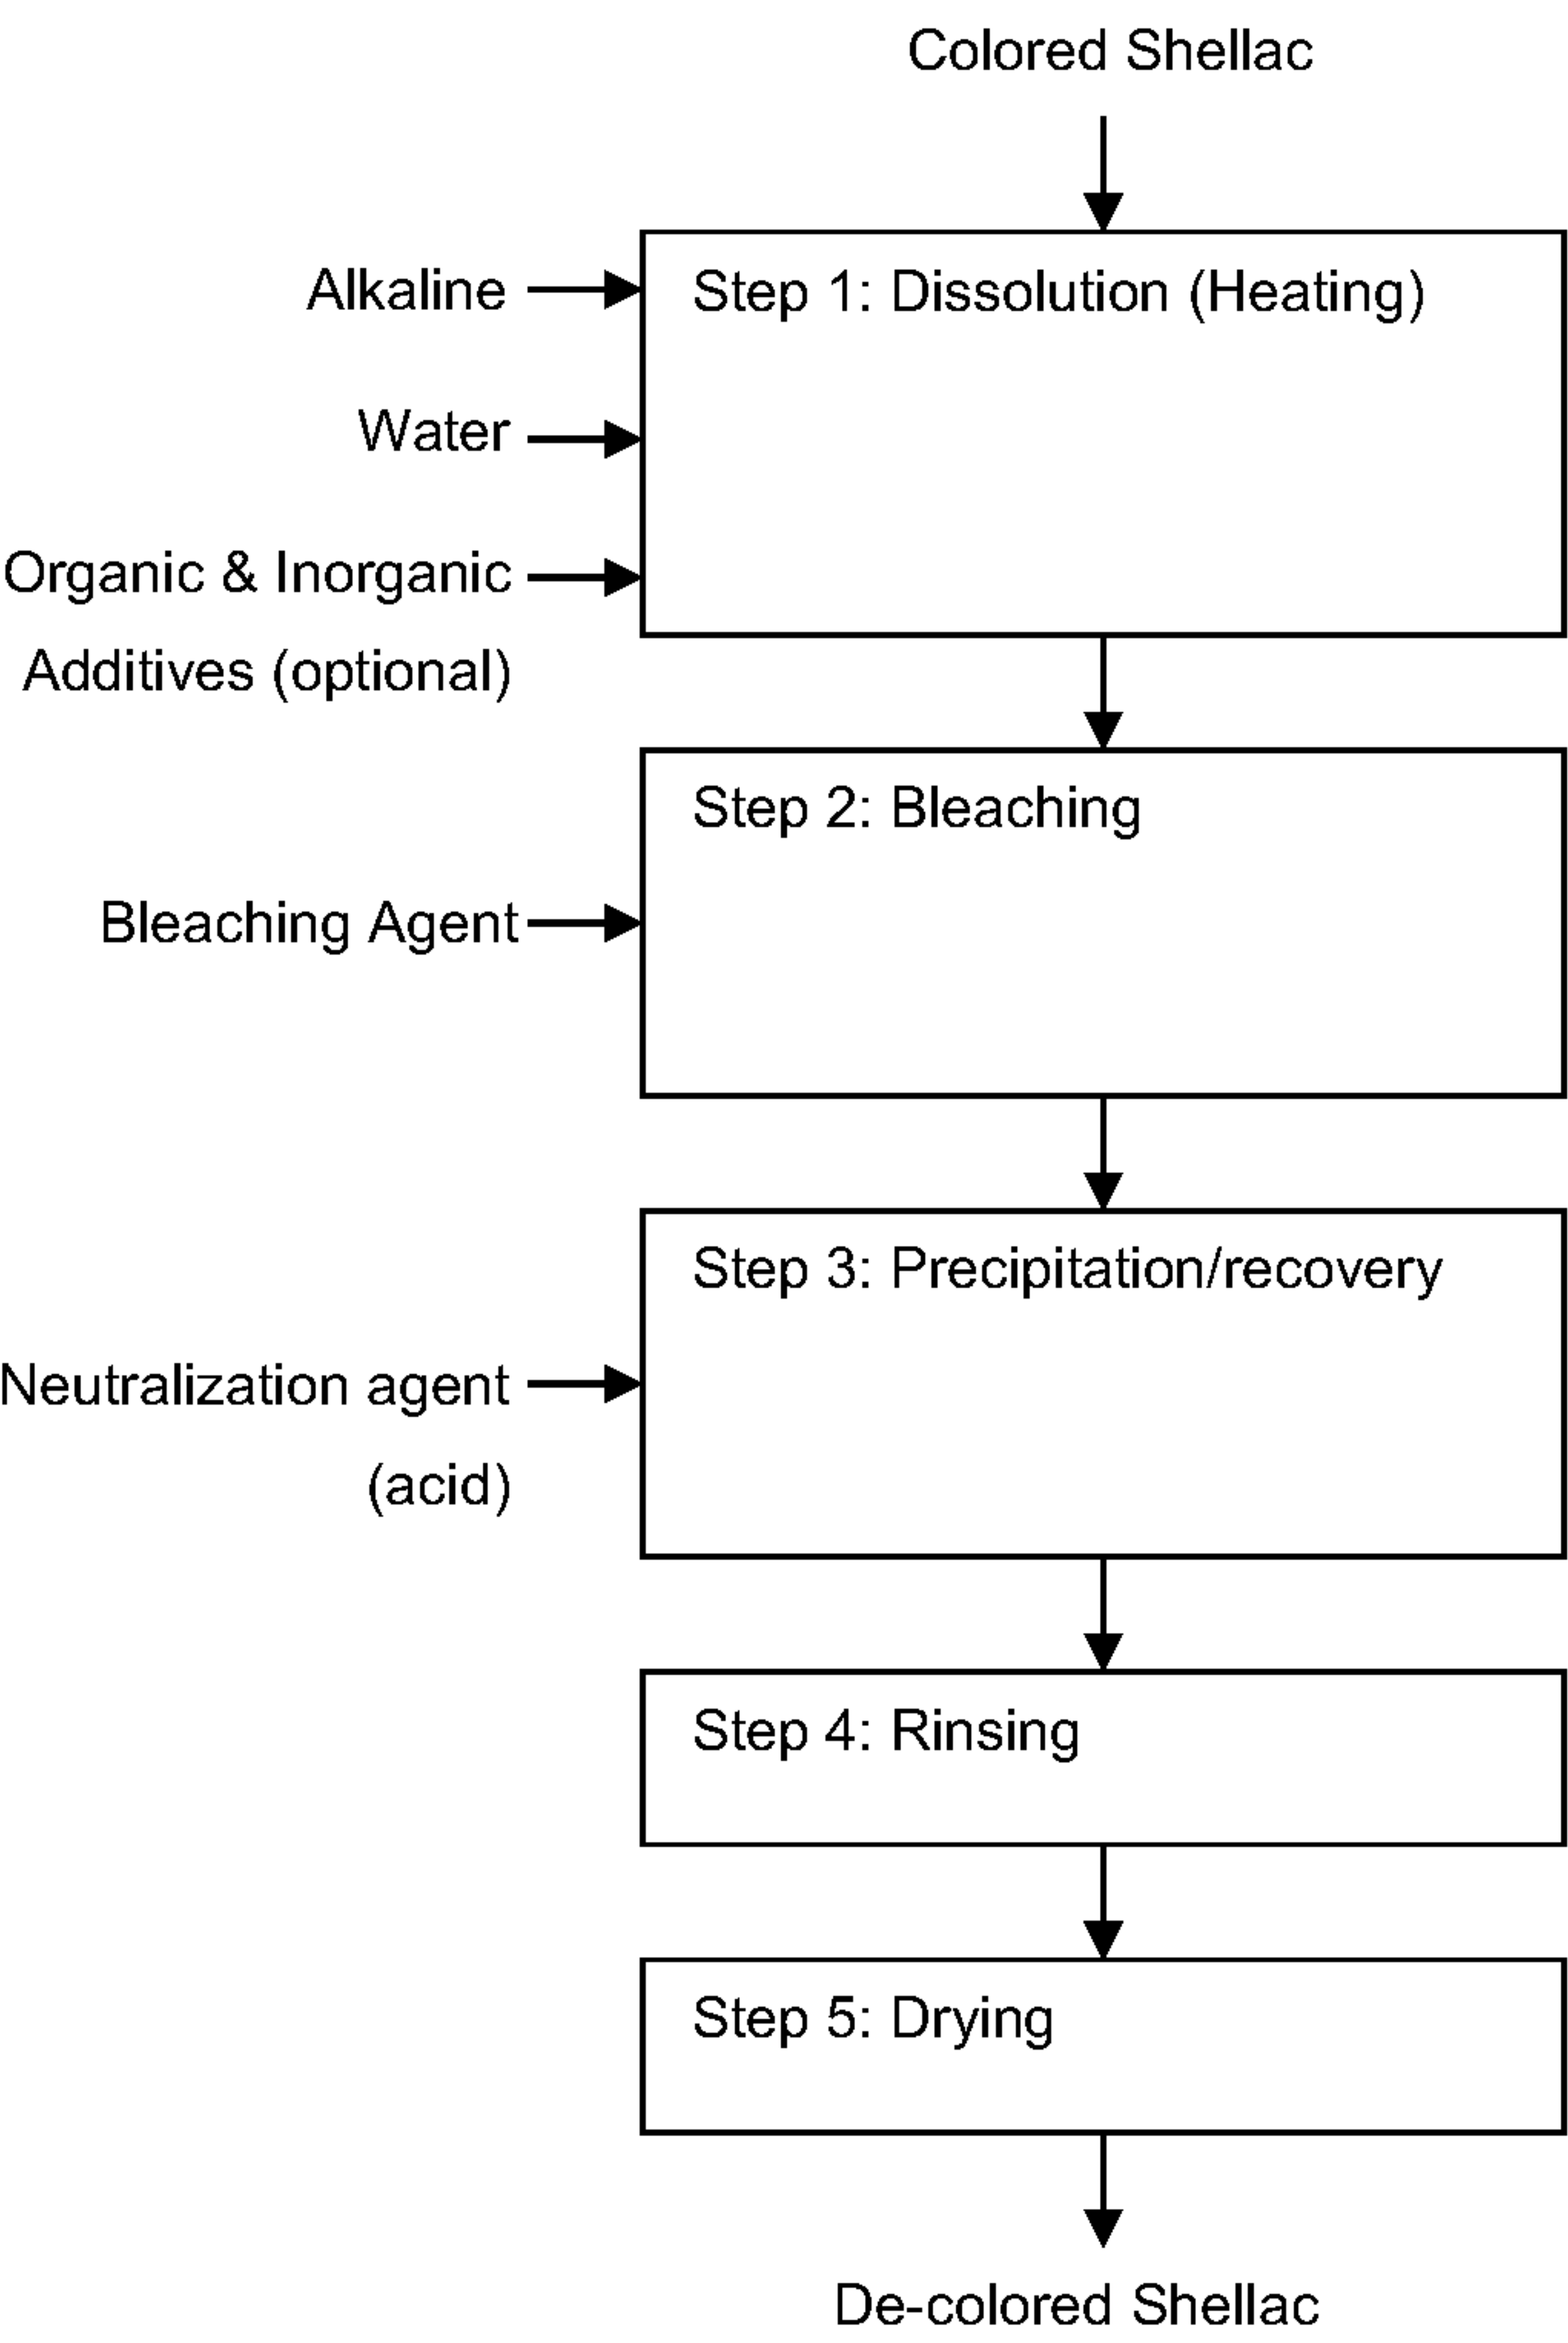 Colored Shellac
Alkaline
Step 1: Dissolution (Heating)
Water
Organic & Inorganic
Additives (optional)
Step 2: Bleaching
Bleaching Agent
Step 3: Precipitation/recovery
Neutralization agent
(acid)
Step 4: Rinsing
Step 5: Drying
De-colored Shellac